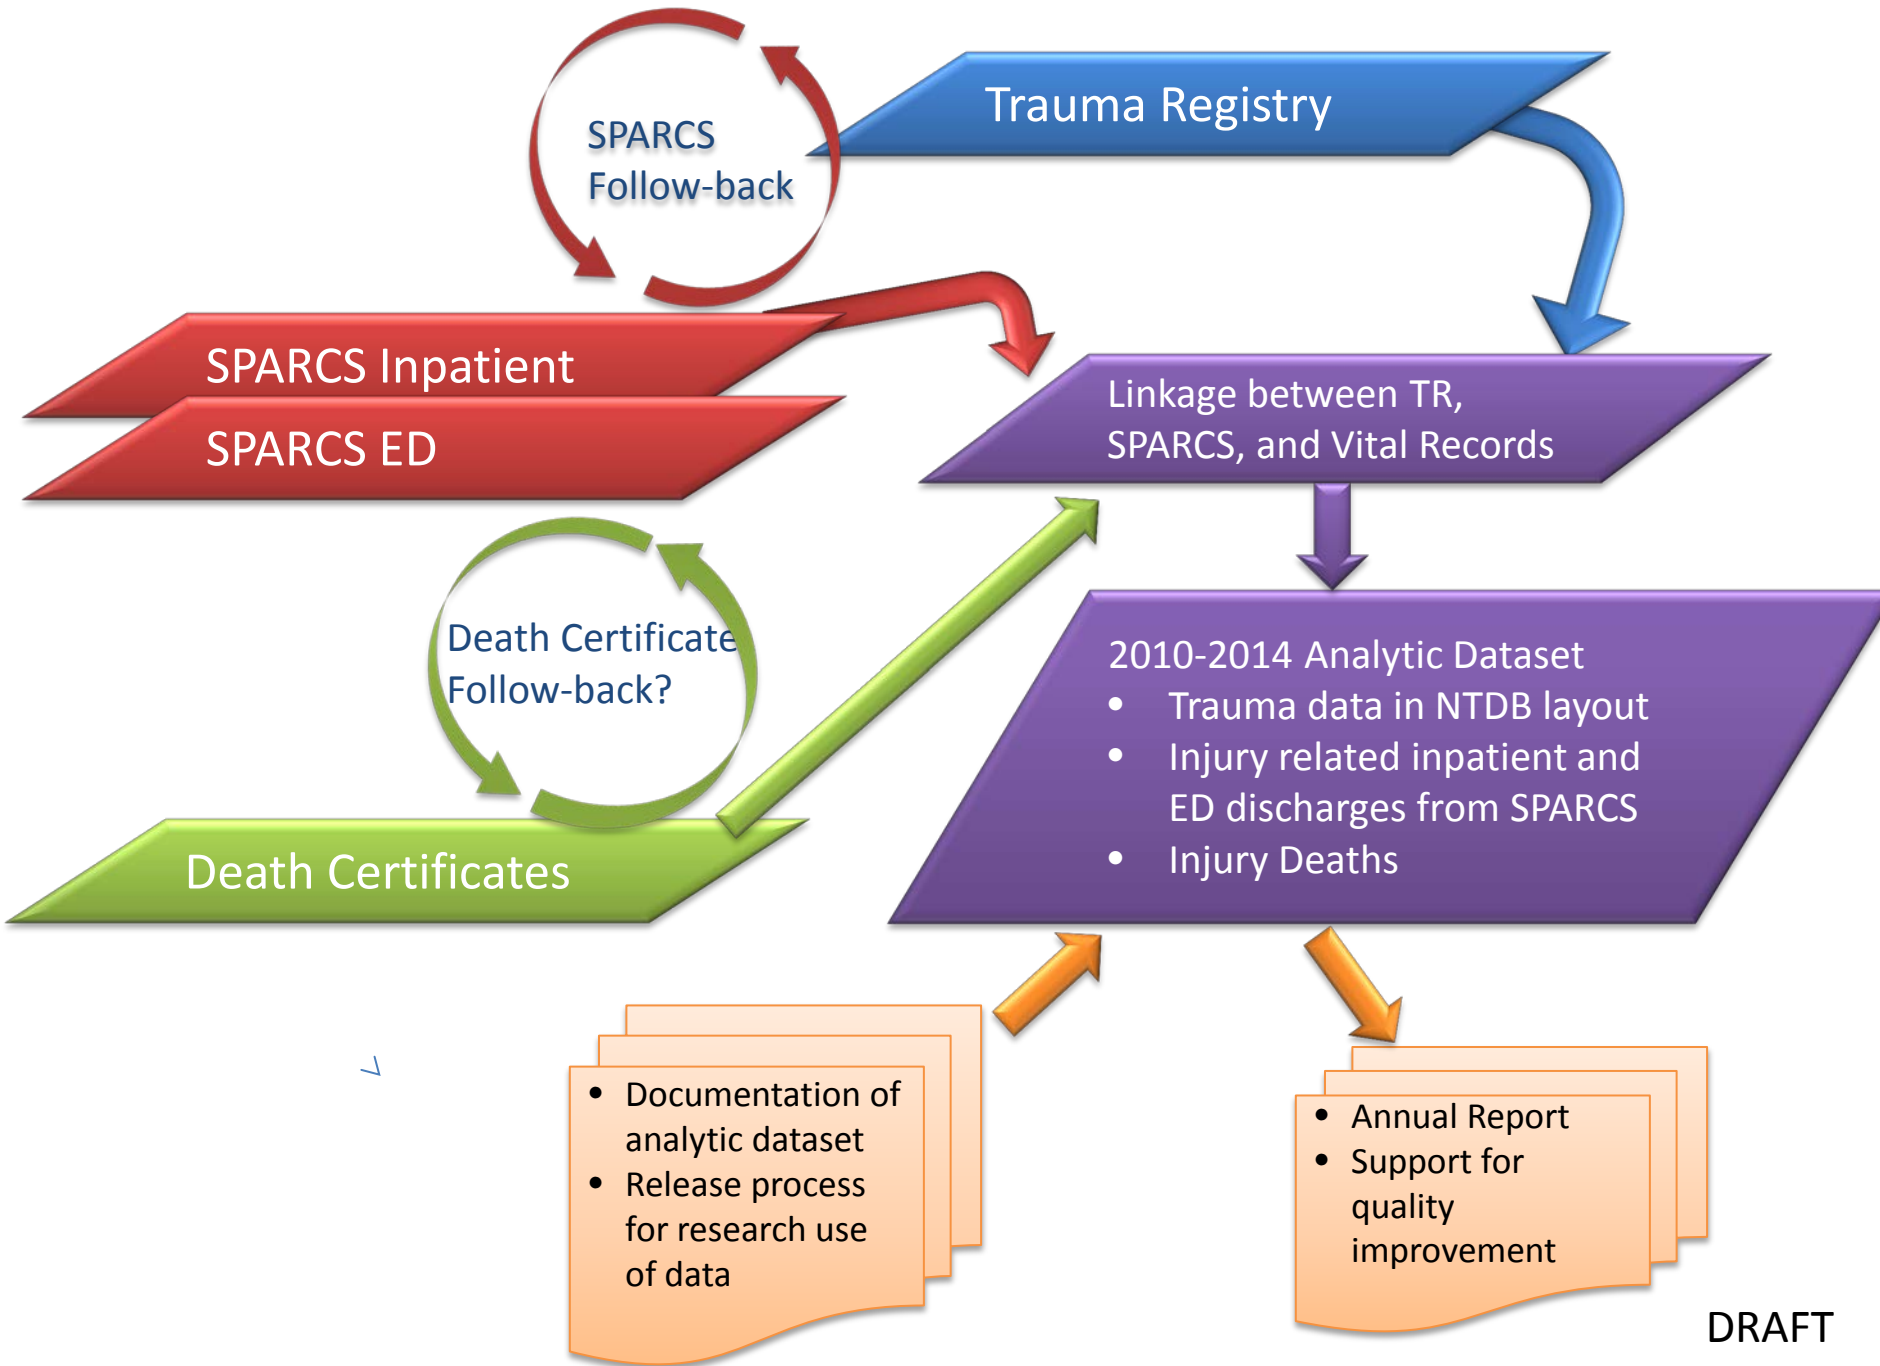 Trauma Registry
SPARCS
Follow-back
SPARCS Inpatient
SPARCS ED
Linkage between TR,
SPARCS, and Vital Records
Death Certificate
Follow-back?
Death Certificates
2010-2014 Analytic Dataset
• Trauma data in NTDB layout
• Injury related inpatient and
ED discharges from SPARCS
• Injury Deaths
• Documentation of
analytic dataset
• Release process
for research use
of data
• Annual Report
• Support for
quality
improvement
DRAFT